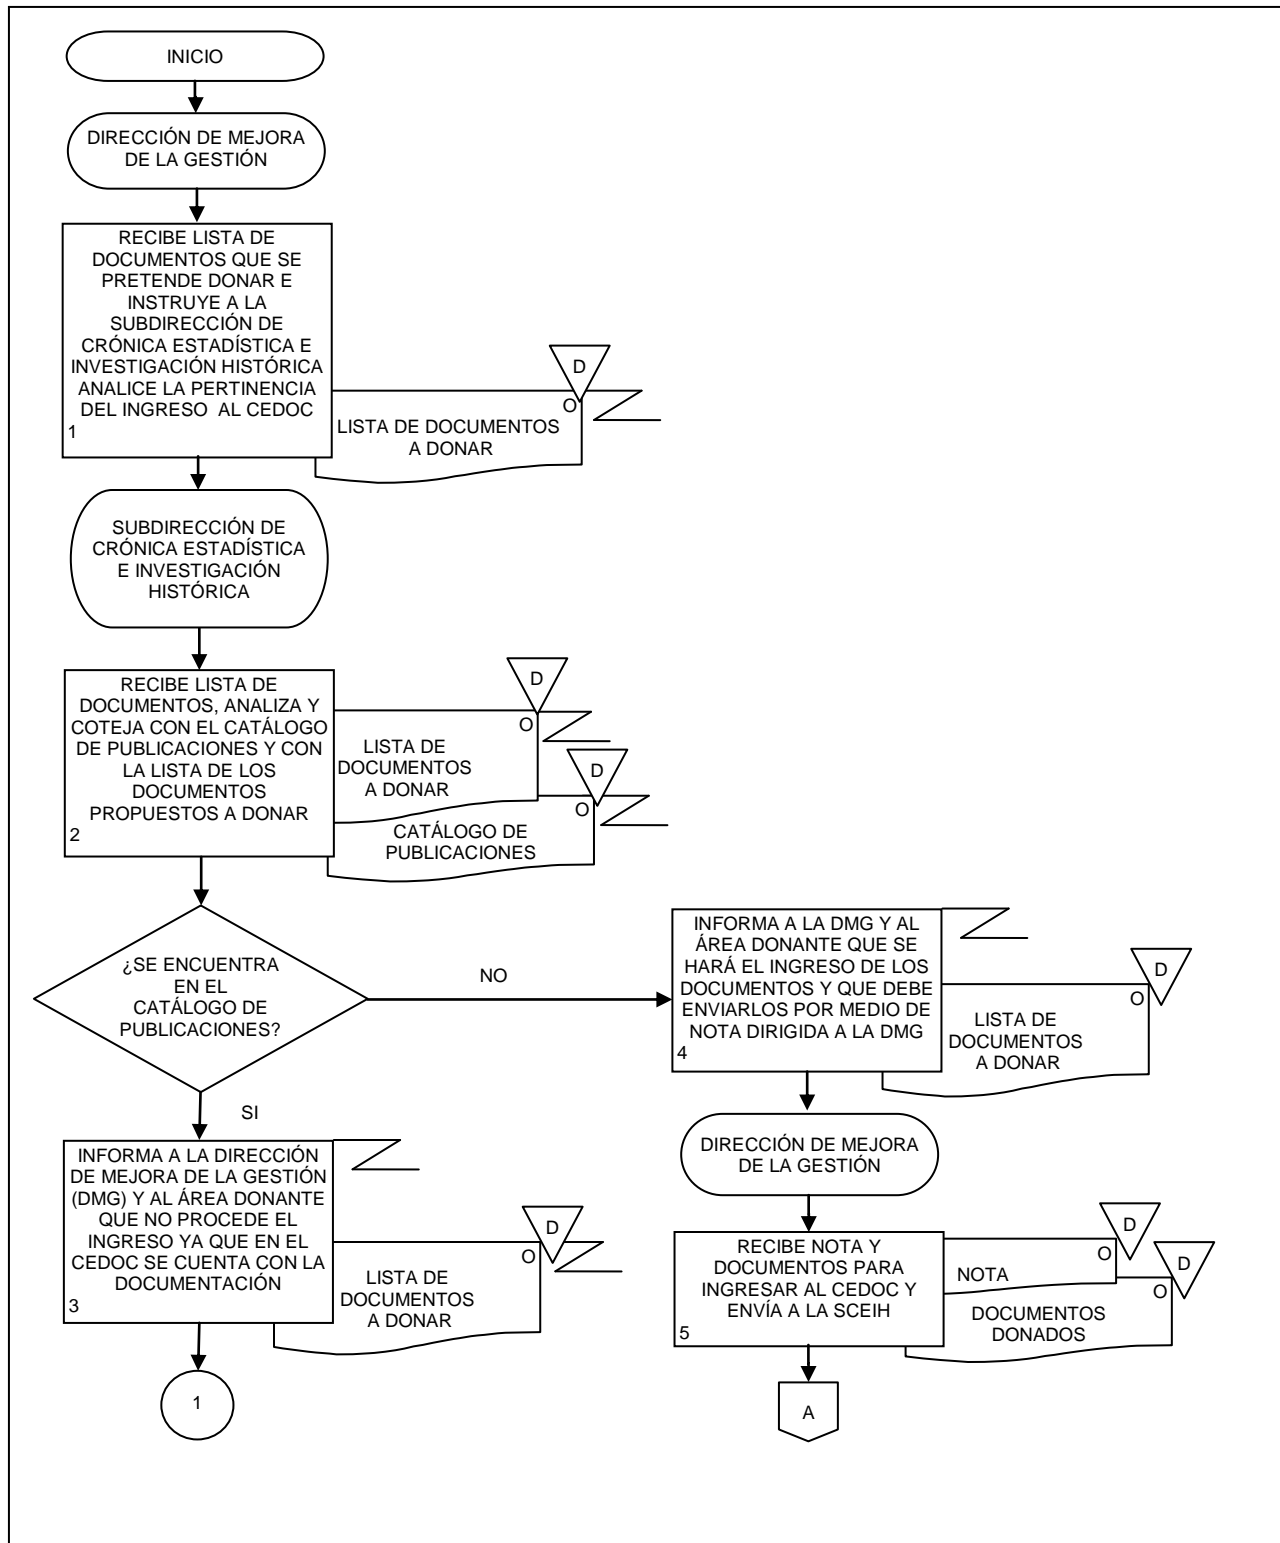 INICIO
DIRECCIÓN DE MEJORA
DE LA GESTIÓN
RECIBE LISTA DE
DOCUMENTOS QUE SE
PRETENDE DONAR E
INSTRUYE A LA
SUBDIRECCIÓN DE
CRÓNICA ESTADÍSTICA E
INVESTIGACIÓN HISTÓRICA
ANALICE LA PERTINENCIA
DEL INGRESO AL CEDOC
1
D
O
LISTA DE DOCUMENTOS
A DONAR
SUBDIRECCIÓN DE
CRÓNICA ESTADÍSTICA
E INVESTIGACIÓN
HISTÓRICA
RECIBE LISTA DE
DOCUMENTOS, ANALIZA Y
COTEJA CON EL CATÁLOGO
DE PUBLICACIONES Y CON
LA LISTA DE LOS
DOCUMENTOS
PROPUESTOS A DONAR
2
D
O
LISTA DE
DOCUMENTOS
A DONAR
D
O
CATÁLOGO DE
PUBLICACIONES
¿SE ENCUENTRA
EN EL
CATÁLOGO DE
PUBLICACIONES?
NO
SI
INFORMA A LA DIRECCIÓN
DE MEJORA DE LA GESTIÓN
(DMG) Y AL ÁREA DONANTE
QUE NO PROCEDE EL
INGRESO YA QUE EN EL
CEDOC SE CUENTA CON LA
DOCUMENTACIÓN
3
D
O
LISTA DE
DOCUMENTOS
A DONAR
1
INFORMA A LA DMG Y AL
ÁREA DONANTE QUE SE
HARÁ EL INGRESO DE LOS
DOCUMENTOS Y QUE DEBE
ENVIARLOS POR MEDIO DE
NOTA DIRIGIDA A LA DMG
4
D
O
LISTA DE
DOCUMENTOS
A DONAR
DIRECCIÓN DE MEJORA
DE LA GESTIÓN
RECIBE NOTA Y
DOCUMENTOS PARA
INGRESAR AL CEDOC Y
ENVÍA A LA SCEIH
5
D
O
NOTA
D
O
DOCUMENTOS
DONADOS
A